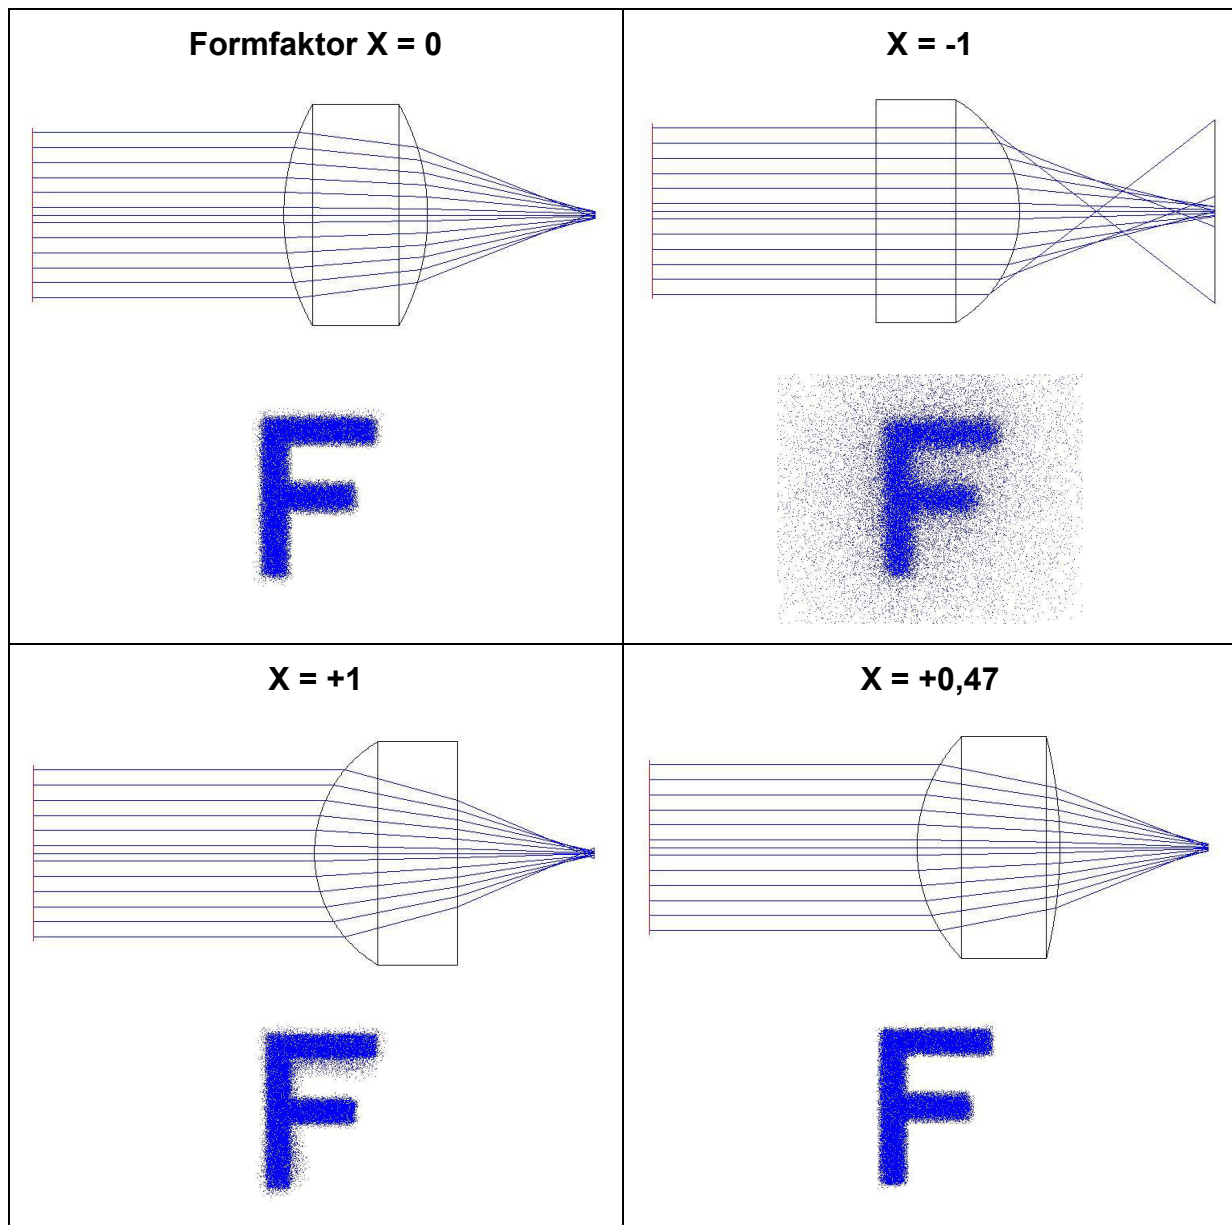 Formfaktor X = 0
X = -1
F
F
X = +1
X = +0,47
F
F